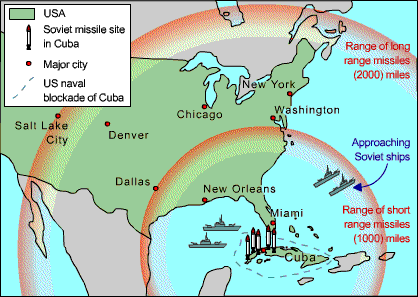 USA
Soviet missile site
in Cuba
Major city
US naval
blockade of Cuba
Range of long
range missiles
(2000) miles
New York
Chicago
Washington
Salt Lake
City
Denver
Approaching
Soviet ships
Dallas
New Orleans
Miami
Range of short
range missiles
(1000) miles
Cuba